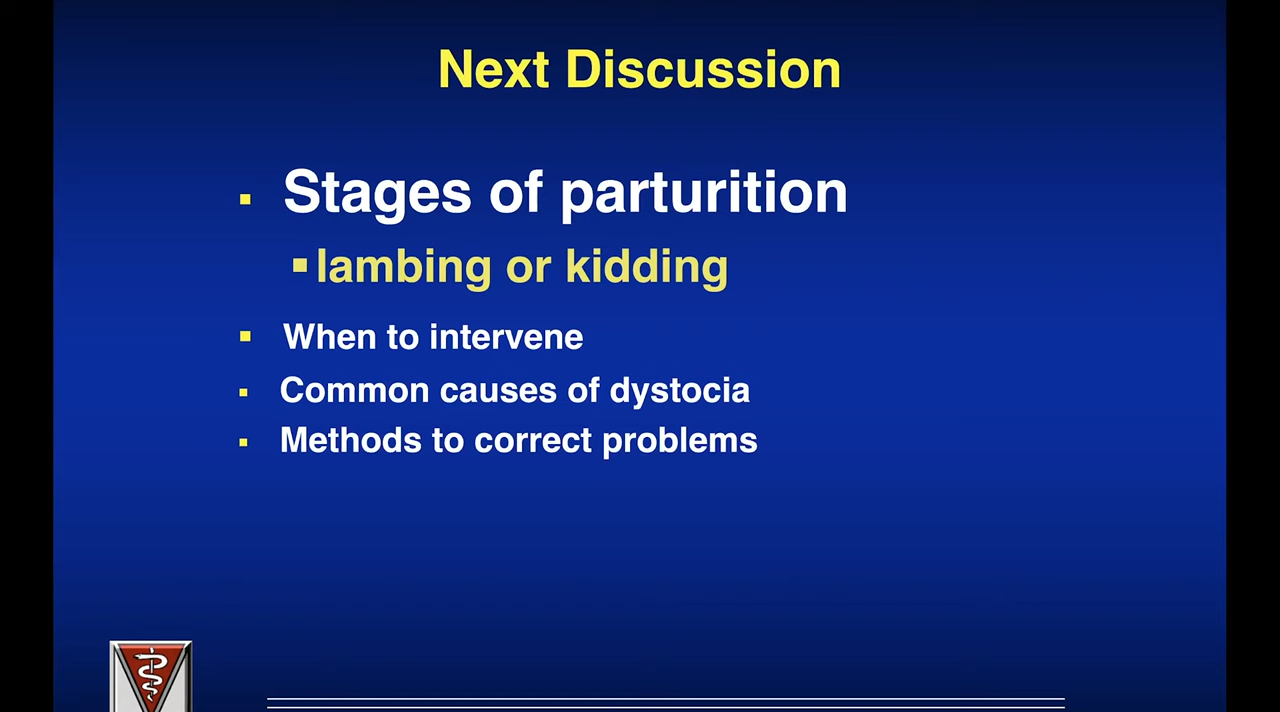 Next Discussion
▪ Stages of parturition
▪ lambing or kidding
▪ When to intervene
▪ Common causes of dystocia
▪ Methods to correct problems